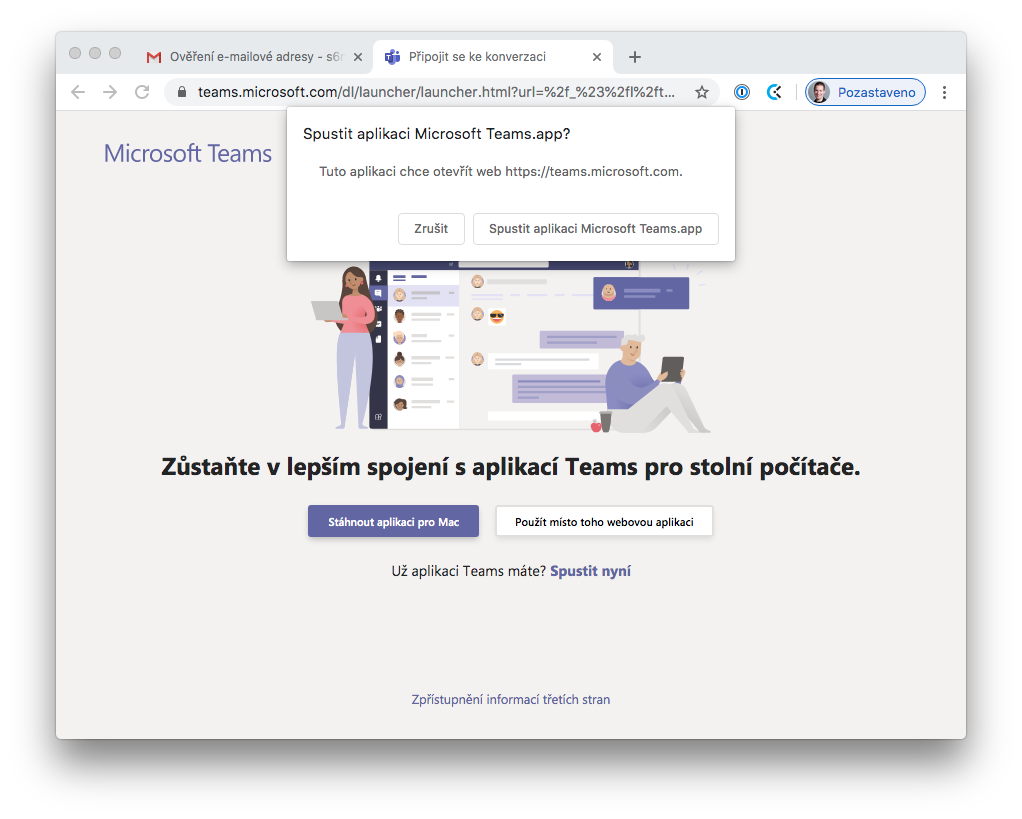 Ověření e-mailové adresy - s6r
Připojit se ke konverzaci
teams.microsoft.com/dl/launcher/launcher.html?url=%2f_%23%2fl%2ft...
Pozastaveno
Spustit aplikaci Microsoft Teams.app?
Tuto aplikaci chce otevřít web https://teams.microsoft.com.
Zrušit
Spustit aplikaci Microsoft Teams.app
Microsoft Teams
Zůstaňte v lepším spojení s aplikací Teams pro stolní počítače.
Stáhnout aplikaci pro Mac
Použít místo toho webovou aplikaci
Už aplikaci Teams máte? Spustit nyní
Zpřístupnění informací třetích stran